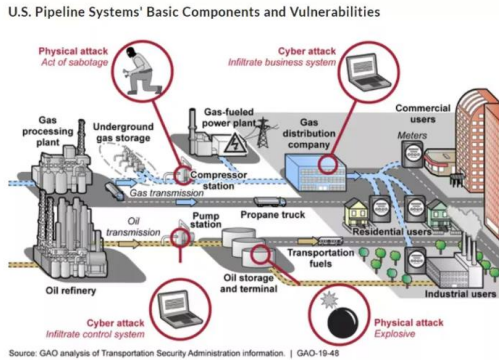 U.S. Pipeline Systems' Basic Components and Vulnerabilities
Physical attack
Act of sabotage
Cyber attack
Infiltrate business system
Gas
processing
plant
Underground
gas storage
Gas-fueled
power plant
Gas
distribution
company
Commercial
users
Meters
Compressor
station
Gas transmission
Oil
transmission
Pump
station
Propane truck
Residential users
Transportation
fuels
Oil refinery
Oil storage
and terminal
Industrial users
Cyber attack
Infiltrate control system
Physical attack
Explosive
Source: GAO analysis of Transportation Security Administration information. | GAO-19-48